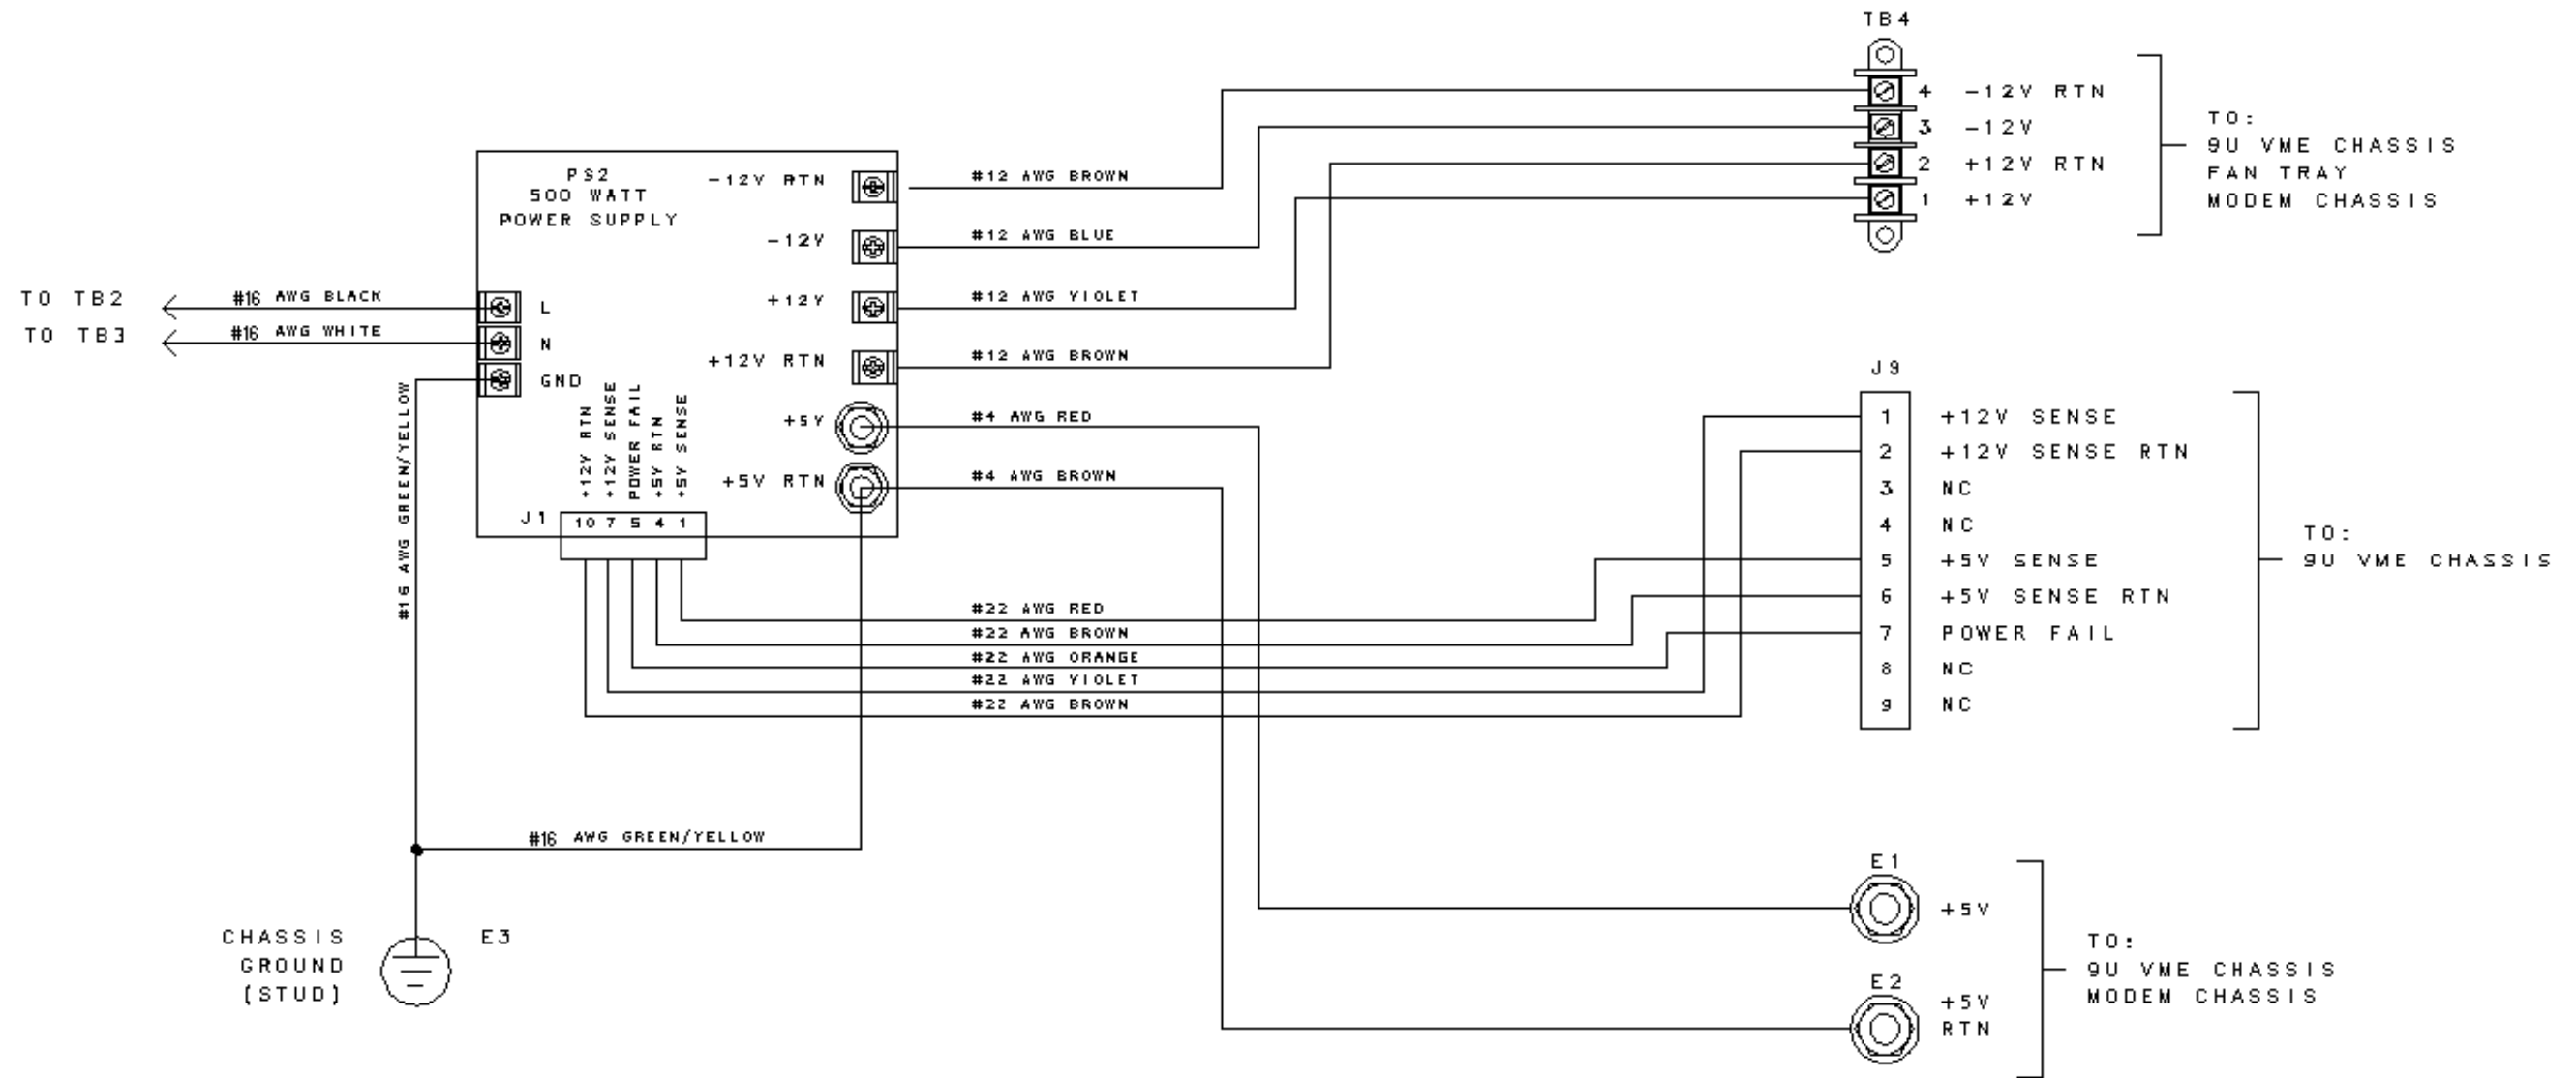 TB4
4 -12V RTN
3 -12V
2 +12V RTN
1 +12V
TO:
9U VME CHASSIS
FAN TRAY
MODEM CHASSIS
PS2
500 WATT
POWER SUPPLY
-12V RTN
-12V
+12V
+12V RTN
+5V
+5V RTN
#12 AWG BROWN
#12 AWG BLUE
#12 AWG VIOLET
#12 AWG BROWN
#4 AWG RED
#4 AWG BROWN
TO TB2
#16 AWG BLACK
L
TO TB3
#16 AWG WHITE
N
GND
#16 AWG GREEN/YELLOW
+12V RTN
+12V SENSE
POWER FAIL
+5V RTN
+5V SENSE
J1
10 7 5 4 1
J9
1 +12V SENSE
2 +12V SENSE RTN
3 NC
4 NC
5 +5V SENSE
6 +5V SENSE RTN
7 POWER FAIL
8 NC
9 NC
TO:
9U VME CHASSIS
#22 AWG RED
#22 AWG BROWN
#22 AWG ORANGE
#22 AWG VIOLET
#22 AWG BROWN
#16 AWG GREEN/YELLOW
CHASSIS
GROUND
(STUD)
E3
E1
+5V
E2
+5V
RTN
TO:
9U VME CHASSIS
MODEM CHASSIS